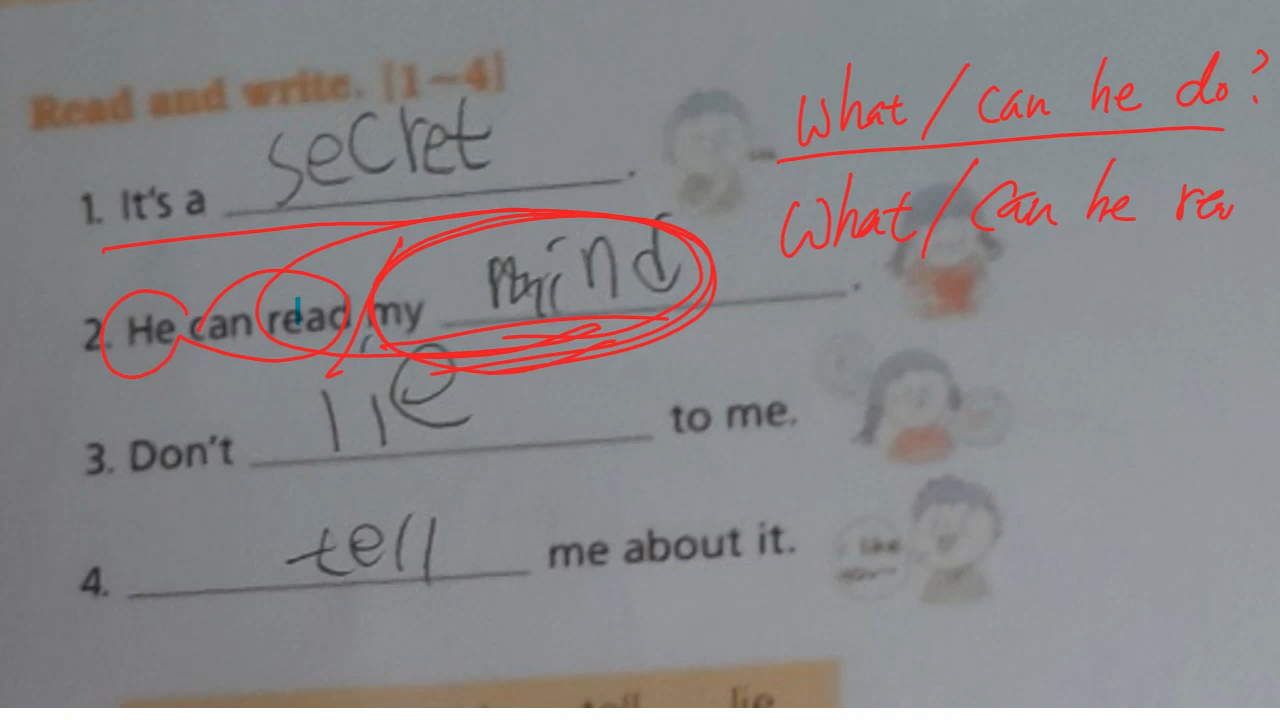 Read and write. [1~4]
1. It's a secret.
What / can he do?
What / can he rea
2. He can read my mind.
3. Don't lie to me.
4. tell me about it.
tell lie